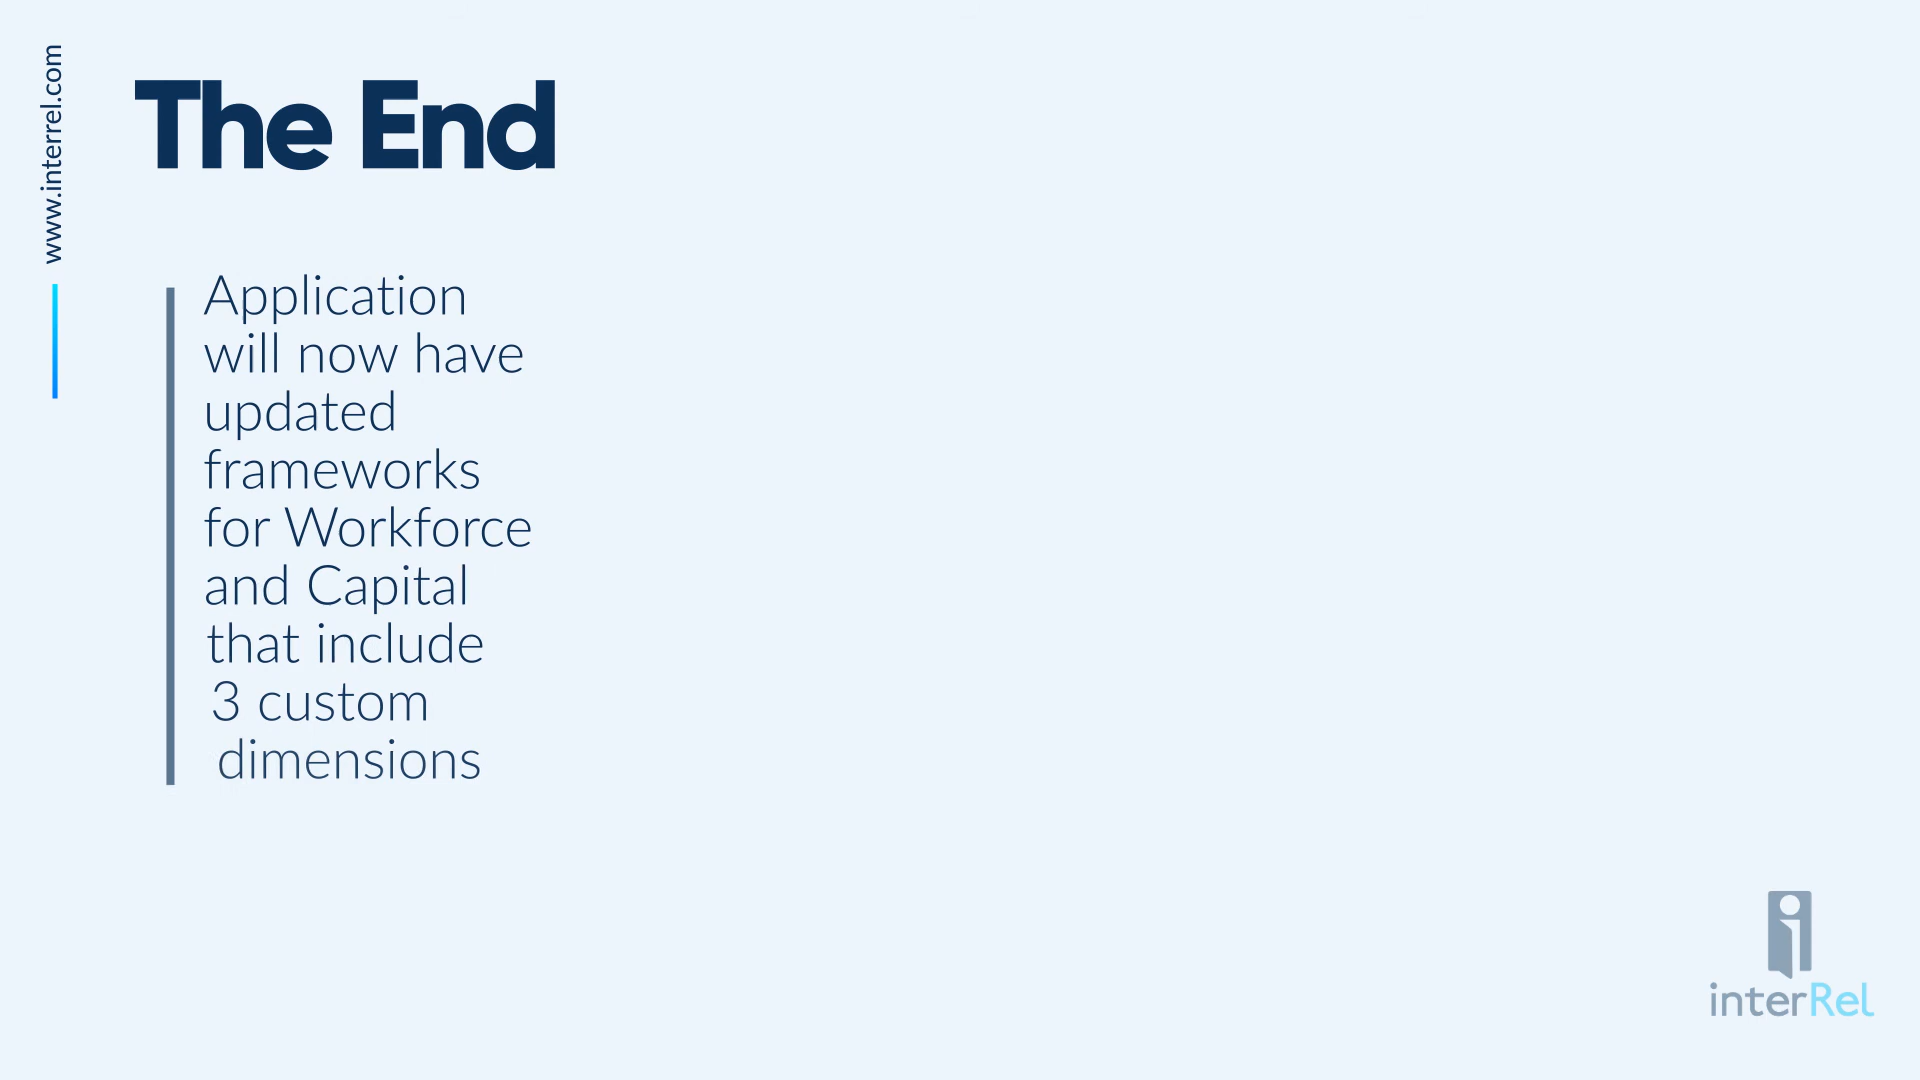 www.interrel.com
The End
Application
will now have
updated
frameworks
for Workforce
and Capital
that include
3 custom
dimensions
interRel